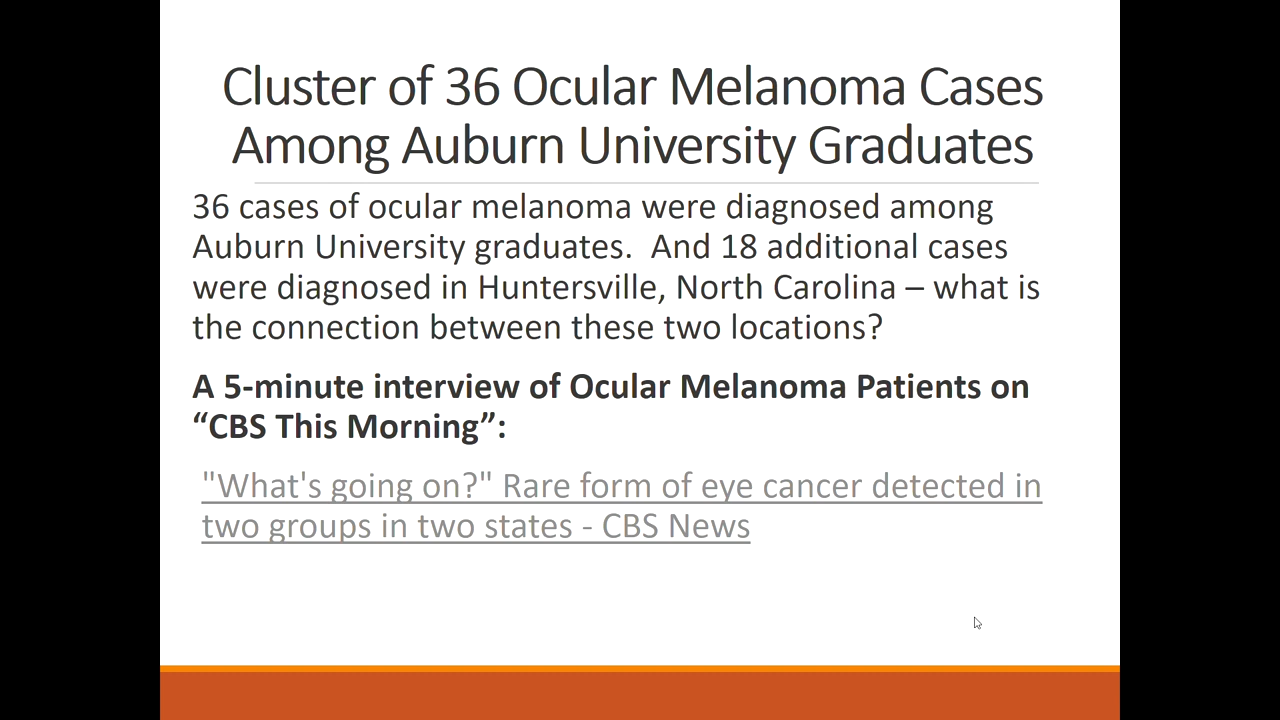 Cluster of 36 Ocular Melanoma Cases
Among Auburn University Graduates
36 cases of ocular melanoma were diagnosed among
Auburn University graduates.  And 18 additional cases
were diagnosed in Huntersville, North Carolina – what is
the connection between these two locations?
A 5-minute interview of Ocular Melanoma Patients on
“CBS This Morning”:
"What's going on?" Rare form of eye cancer detected in
two groups in two states - CBS News